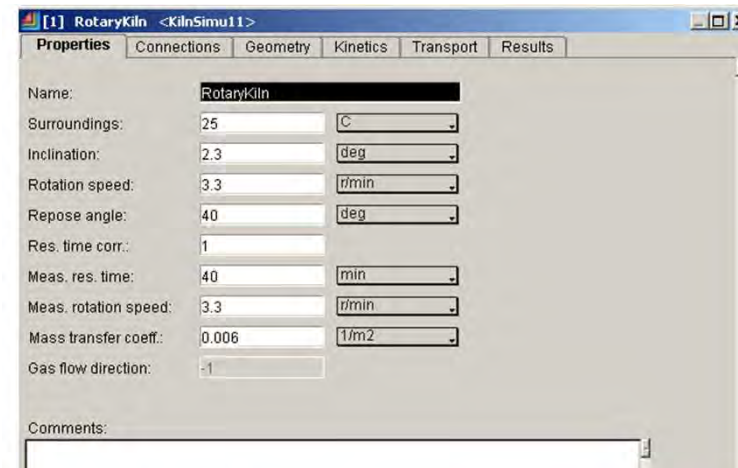 [1] RotaryKiln <KilnSimu11>
Properties Connections Geometry Kinetics Transport Results
Name: RotaryKiln
Surroundings: 25 C
Inclination: 2.3 deg
Rotation speed: 3.3 r/min
Repose angle: 40 deg
Res. time corr.: 1
Meas. res. time: 40 min
Meas. rotation speed: 3.3 r/min
Mass transfer coeff.: 0.006 1/m2
Gas flow direction: -1
Comments: